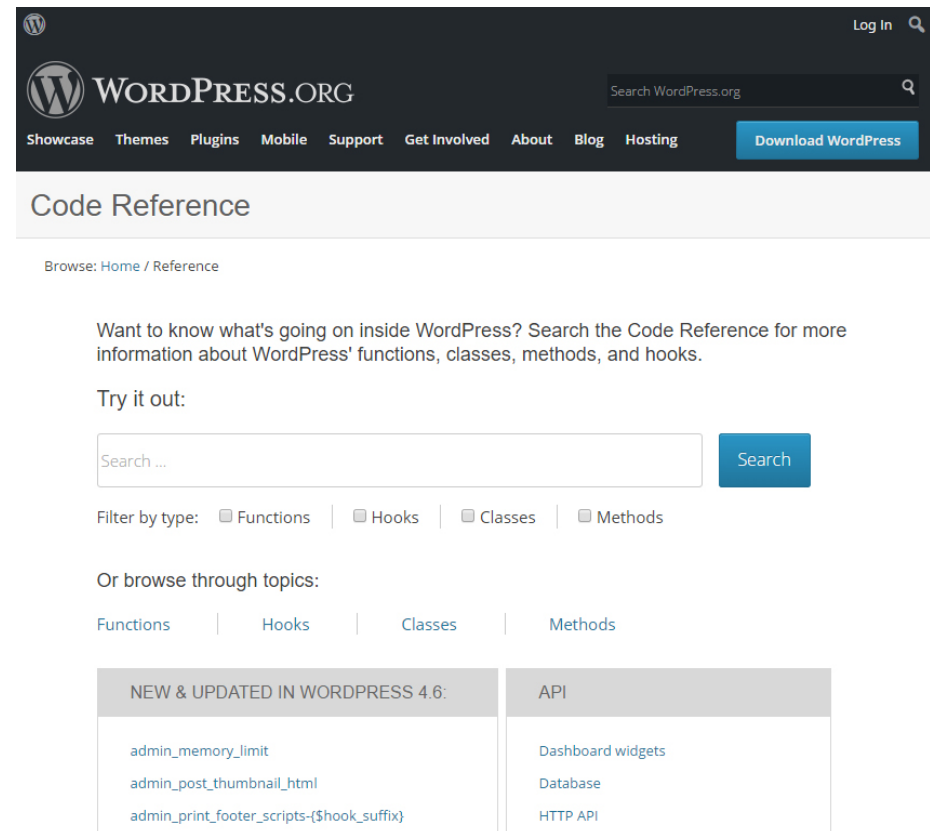 Log In
WORDPRESS.ORG
Search WordPress.org
Showcase Themes Plugins Mobile Support Get Involved About Blog Hosting Download WordPress
Code Reference
Browse: Home / Reference
Want to know what's going on inside WordPress? Search the Code Reference for more
information about WordPress' functions, classes, methods, and hooks.
Try it out:
Search ... Search
Filter by type: Functions Hooks Classes Methods
Or browse through topics:
Functions Hooks Classes Methods
NEW & UPDATED IN WORDPRESS 4.6:
admin_memory_limit
admin_post_thumbnail_html
admin_print_footer_scripts-{$hook_suffix}
API
Dashboard widgets
Database
HTTP API